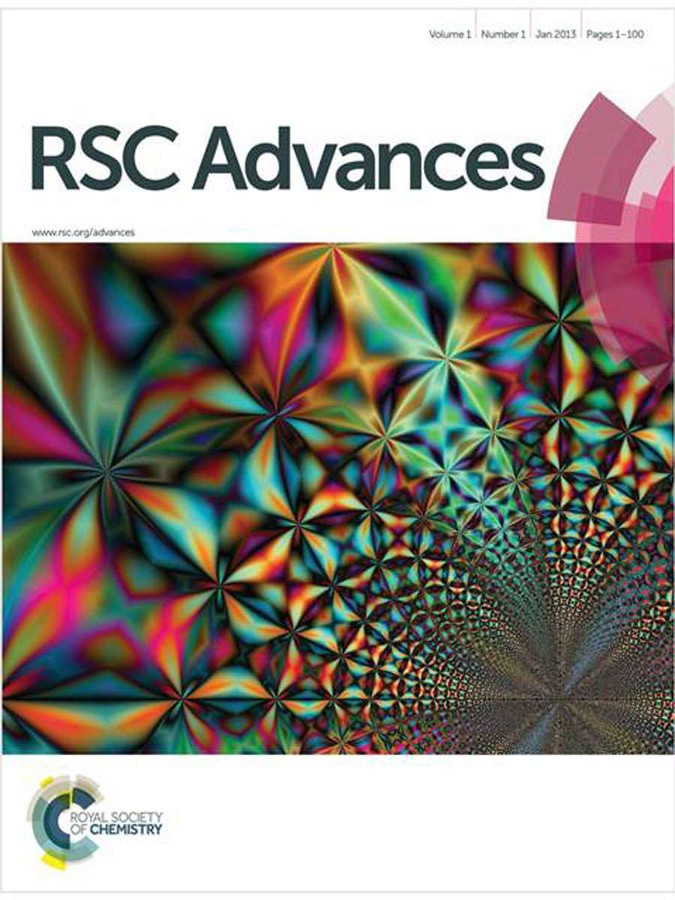 Volume 1 | Number 1 | Jan 2013 | Pages 1–100
RSC Advances
www.rsc.org/advances
ROYAL SOCIETY
OF CHEMISTRY